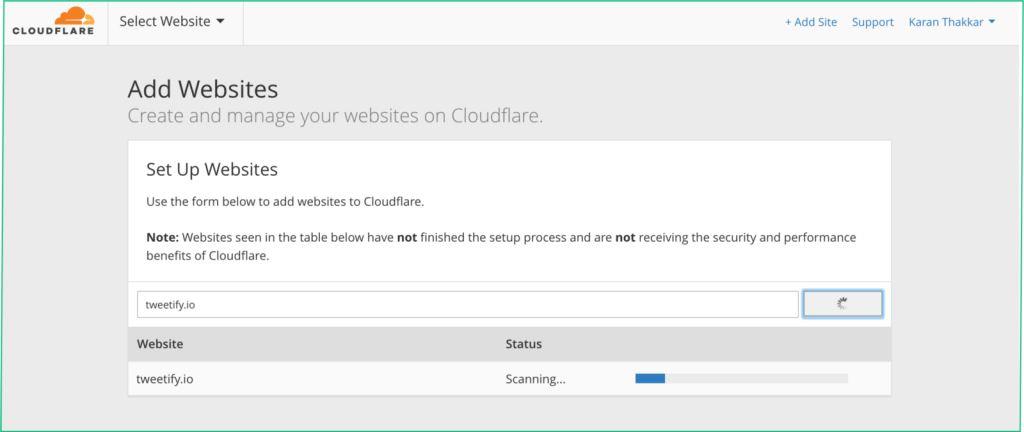 CLOUDFLARE
Select Website
+ Add Site
Support
Karan Thakkar
Add Websites
Create and manage your websites on Cloudflare.
Set Up Websites
Use the form below to add websites to Cloudflare.
Note: Websites seen in the table below have not finished the setup process and are not receiving the security and performance
benefits of Cloudflare.
tweetify.io
Website Status
tweetify.io Scanning...